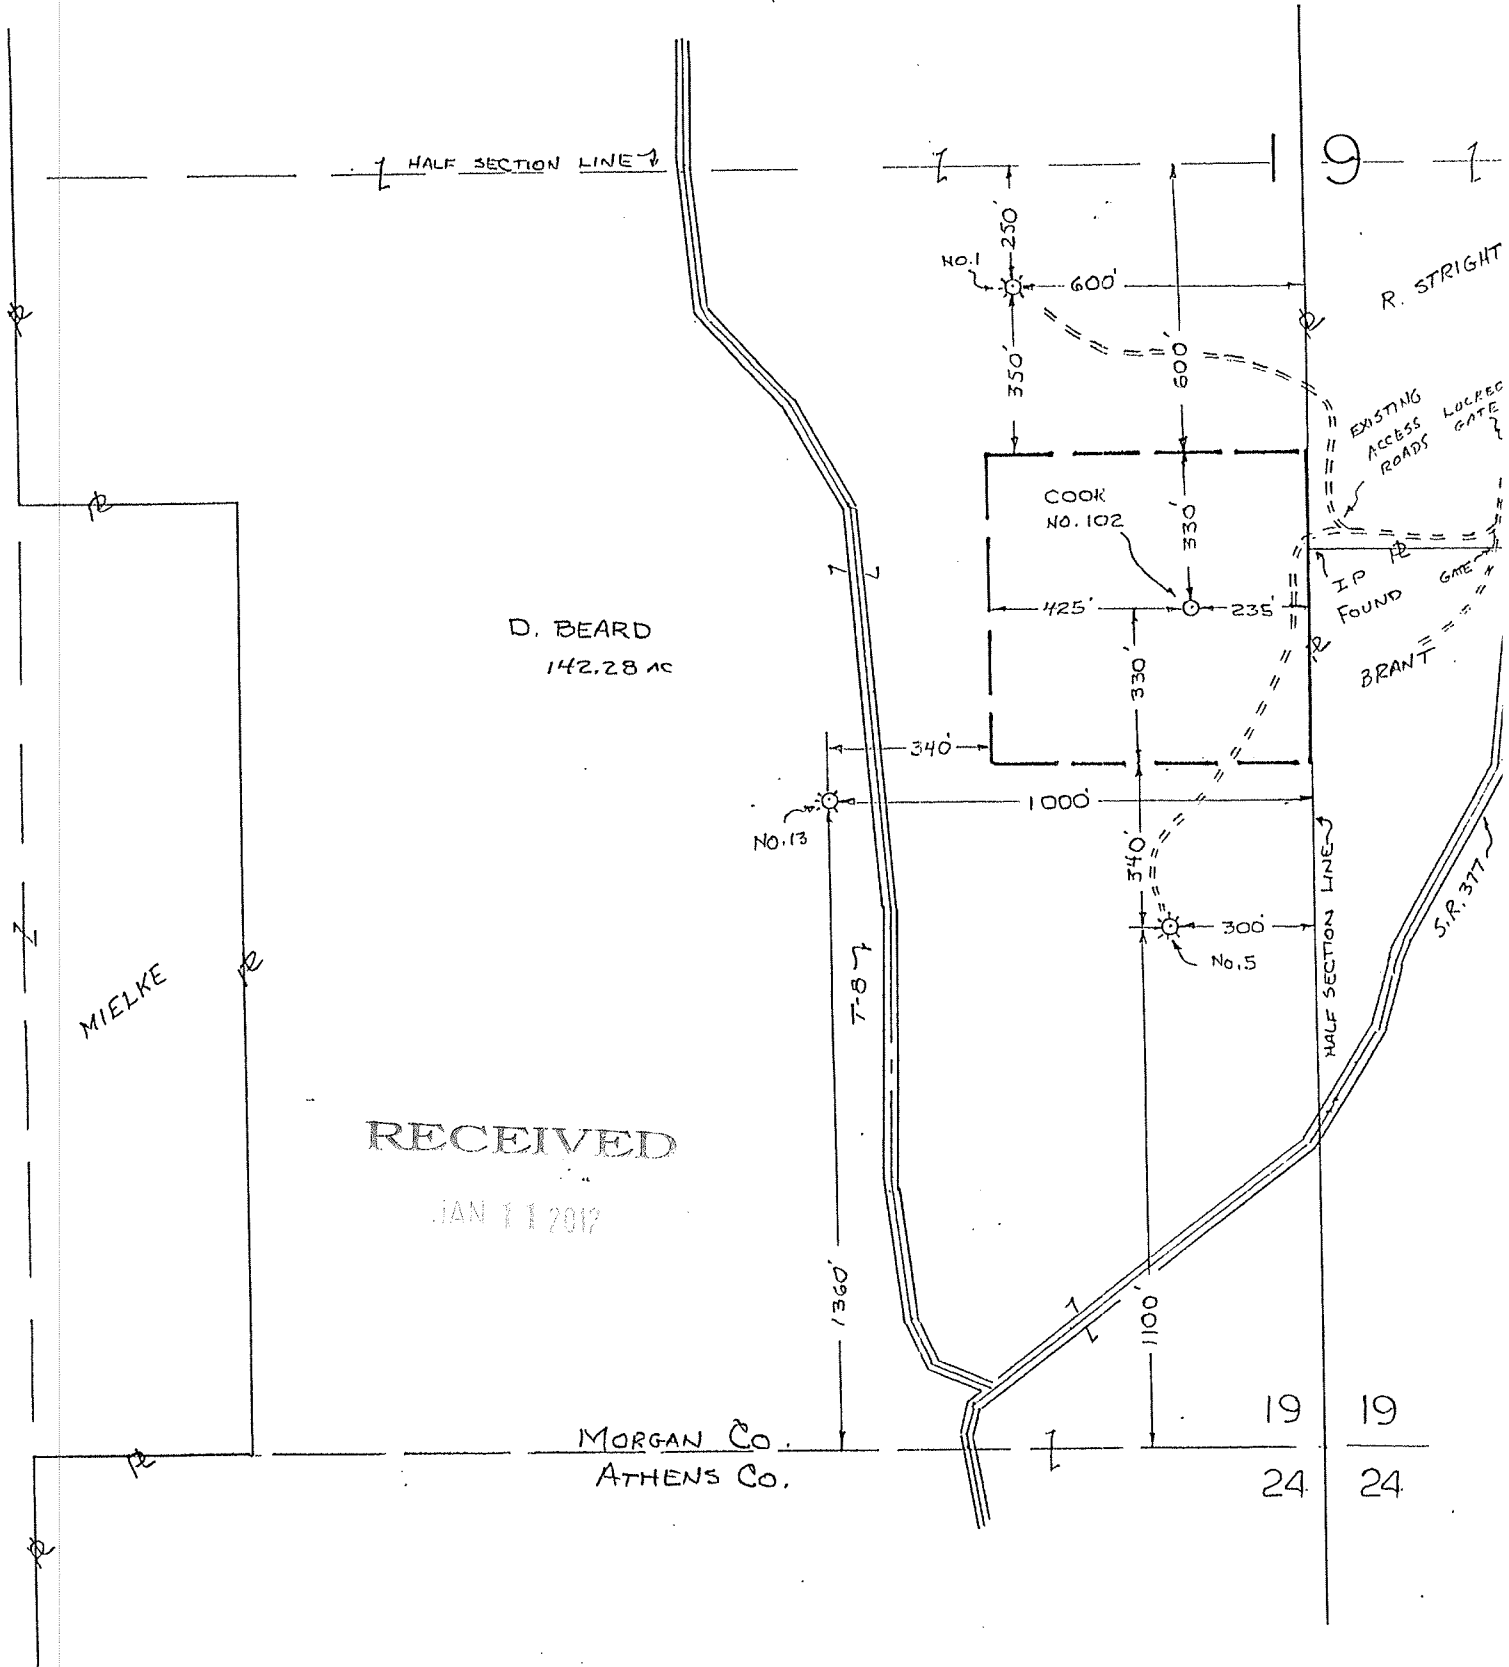 HALF SECTION LINE
19
250'
NO.1
600'
R. STRIGHT
350'
600'
EXISTING
ACCESS
ROADS
LOCKED
GATE
COOK
NO. 102
330'
I P
FOUND
GATE
425'
235'
D. BEARD
142.28 AC
330'
BRANT
340'
1000'
NO.13
340'
HALF SECTION LINE
S.R. 377
300'
NO.5
T-8
MIELKE
RECEIVED
JAN 11 2012
1360'
1100'
19 19
MORGAN CO.
ATHENS CO.
24 24